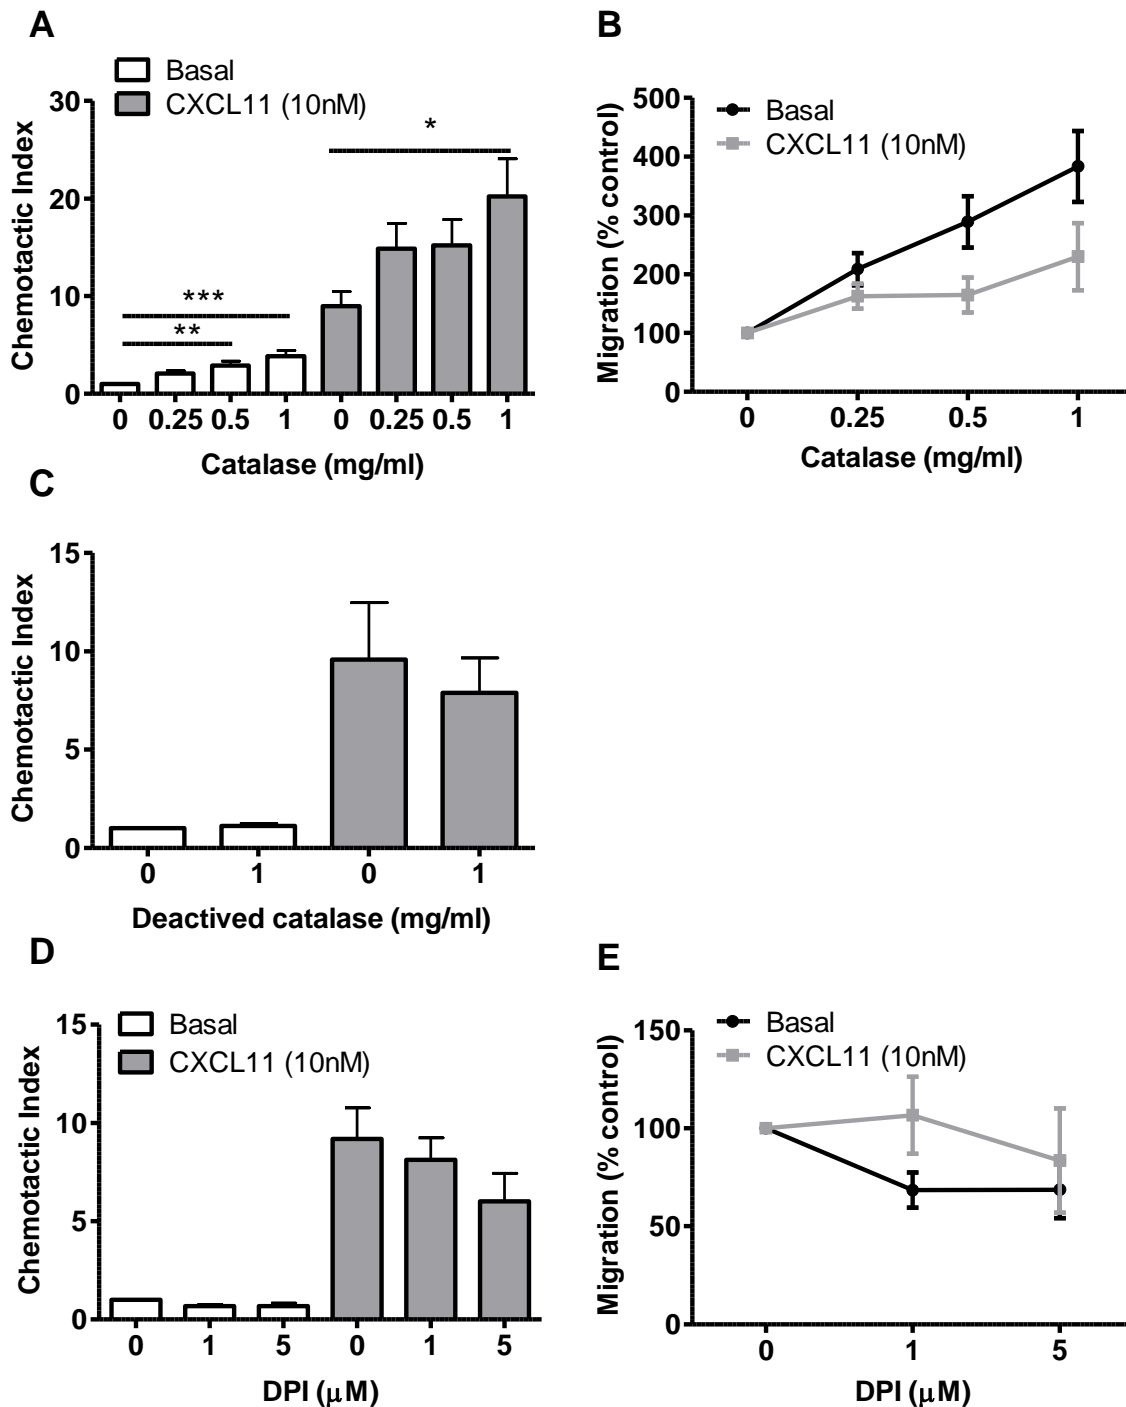 A
Basal
CXCL11 (10nM)
Chemotactic Index
30
20
10
0
*
***
**
0 0.25 0.5 1 0 0.25 0.5 1
Catalase (mg/ml)
B
Basal
CXCL11 (10nM)
Migration (% control)
500
400
300
200
100
0
0 0.25 0.5 1
Catalase (mg/ml)
C
Chemotactic Index
15
10
5
0
0 1 0 1
Deactived catalase (mg/ml)
D
Basal
CXCL11 (10nM)
Chemotactic Index
15
10
5
0
0 1 5 0 1 5
DPI (μM)
E
Basal
CXCL11 (10nM)
Migration (% control)
150
100
50
0
0 1 5
DPI (μM)